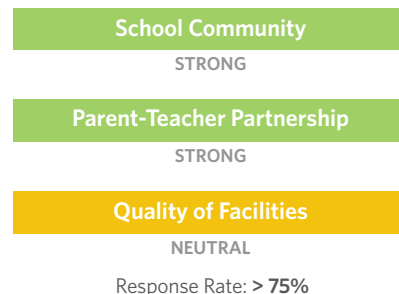 School Community
STRONG
Parent-Teacher Partnership
STRONG
Quality of Facilities
NEUTRAL
Response Rate: > 75%